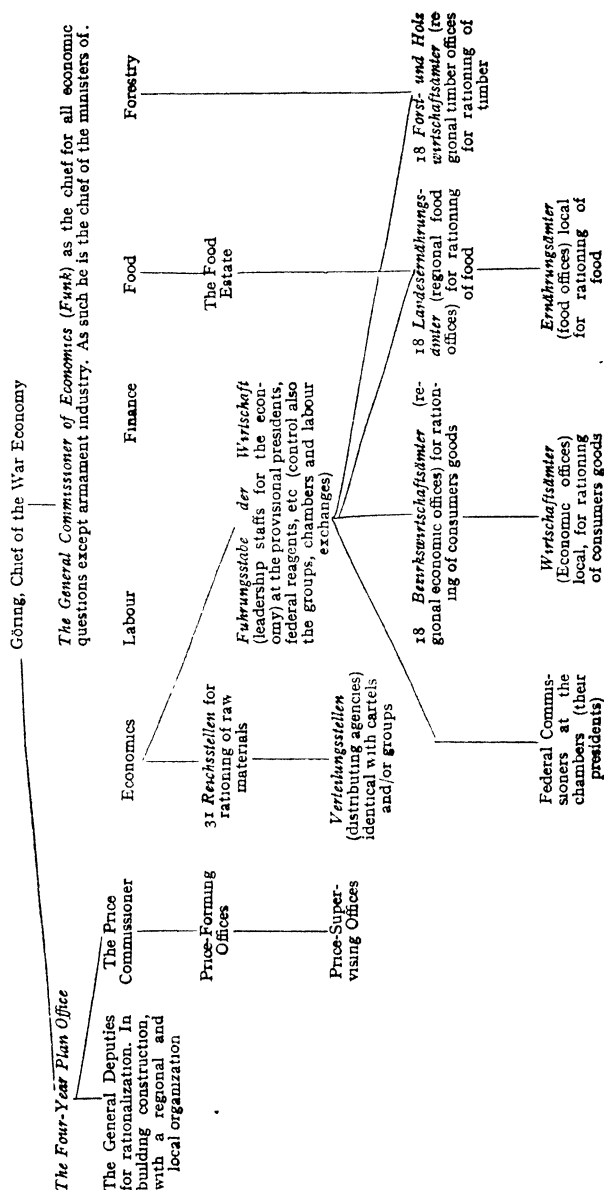 Göring, Chief of the War Economy
The Four-Year Plan Office
The General Commissioner of Economics (Funk) as the chief for all economic
questions except armament industry. As such he is the chief of the ministers of.
The General Deputies
for rationalization. In
building construction,
with a regional and
local organization
The Price
Commissioner
Price-Forming
Offices
Price-Super-
vising Offices
Economics
Labour
Finance
Food
Forestry
31 Reichsstellen for
rationing of raw
materials
Verteilungsstellen
(distributing agencies)
identical with cartels
and/or groups
Fuhrungsstabe der Wirtschaft
(leadership staffs for the econ-
omy) at the provisional presidents,
federal reagents, etc (control also
the groups, chambers and labour
exchanges)
The Food
Estate
Federal Commis-
sioners at the
chambers (their
presidents)
18 Bezirkswirtschaftsämter (re-
gional economic offices) for ration-
ing of consumers goods
Wirtschaftsämter
(Economic offices)
local, for rationing
of consumers goods
18 Landesernährungs-
ämter (regional food
offices) for rationing
of food
Ernährungsämter
(food offices) local
for rationing of
food
18 Forst- und Holz
wirtschaftsämter (re
gional timber offices
for rationing of
timber